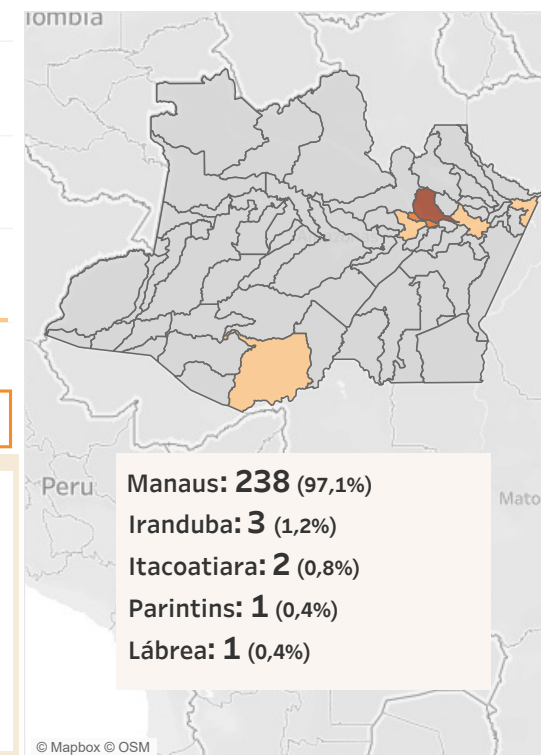 lombia
Peru
Mato
Manaus: 238 (97,1%)
Iranduba: 3 (1,2%)
Itacoatiara: 2 (0,8%)
Parintins: 1 (0,4%)
Lábrea: 1 (0,4%)
© Mapbox © OSM